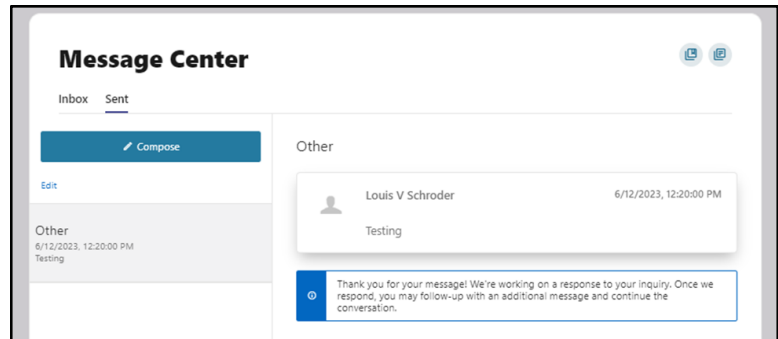 Message Center
Inbox Sent
Compose
Edit
Other
6/12/2023, 12:20:00 PM
Testing
Other
Louis V Schroder 6/12/2023, 12:20:00 PM
Testing
Thank you for your message! We're working on a response to your inquiry. Once we
respond, you may follow-up with an additional message and continue the
conversation.